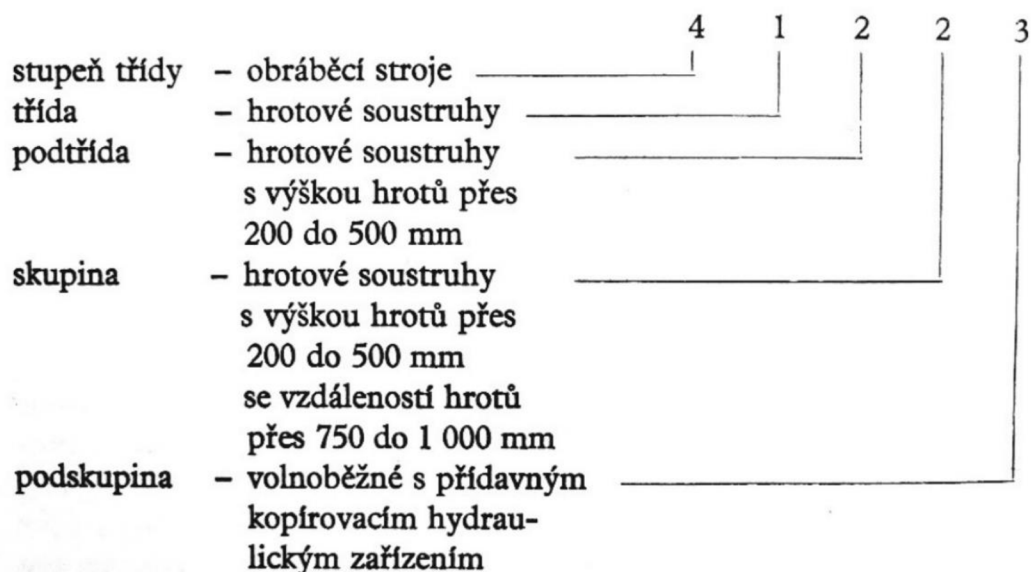 4 1 2 2 3
stupeň třídy – obráběcí stroje
třída – hrotové soustruhy
podtřída – hrotové soustruhy
s výškou hrotů přes
200 do 500 mm
skupina – hrotové soustruhy
s výškou hrotů přes
200 do 500 mm
se vzdáleností hrotů
přes 750 do 1 000 mm
podskupina – volnoběžné s přídavným
kopírovacím hydrau-
lickým zařízením